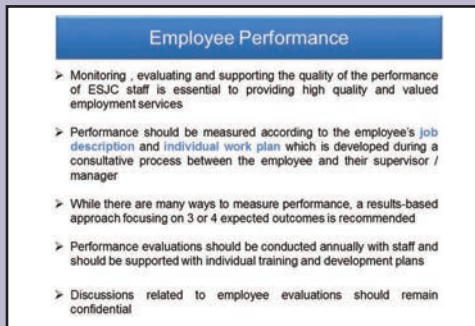 Employee Performance
➤ Monitoring , evaluating and supporting the quality of the performance
of ESJC staff is essential to providing high quality and valued
employment services
➤ Performance should be measured according to the employee's job
description and individual work plan which is developed during a
consultative process between the employee and their supervisor /
manager
➤ While there are many ways to measure performance, a results-based
approach focusing on 3 or 4 expected outcomes is recommended
➤ Performance evaluations should be conducted annually with staff and
should be supported with individual training and development plans
➤ Discussions related to employee evaluations should remain
confidential